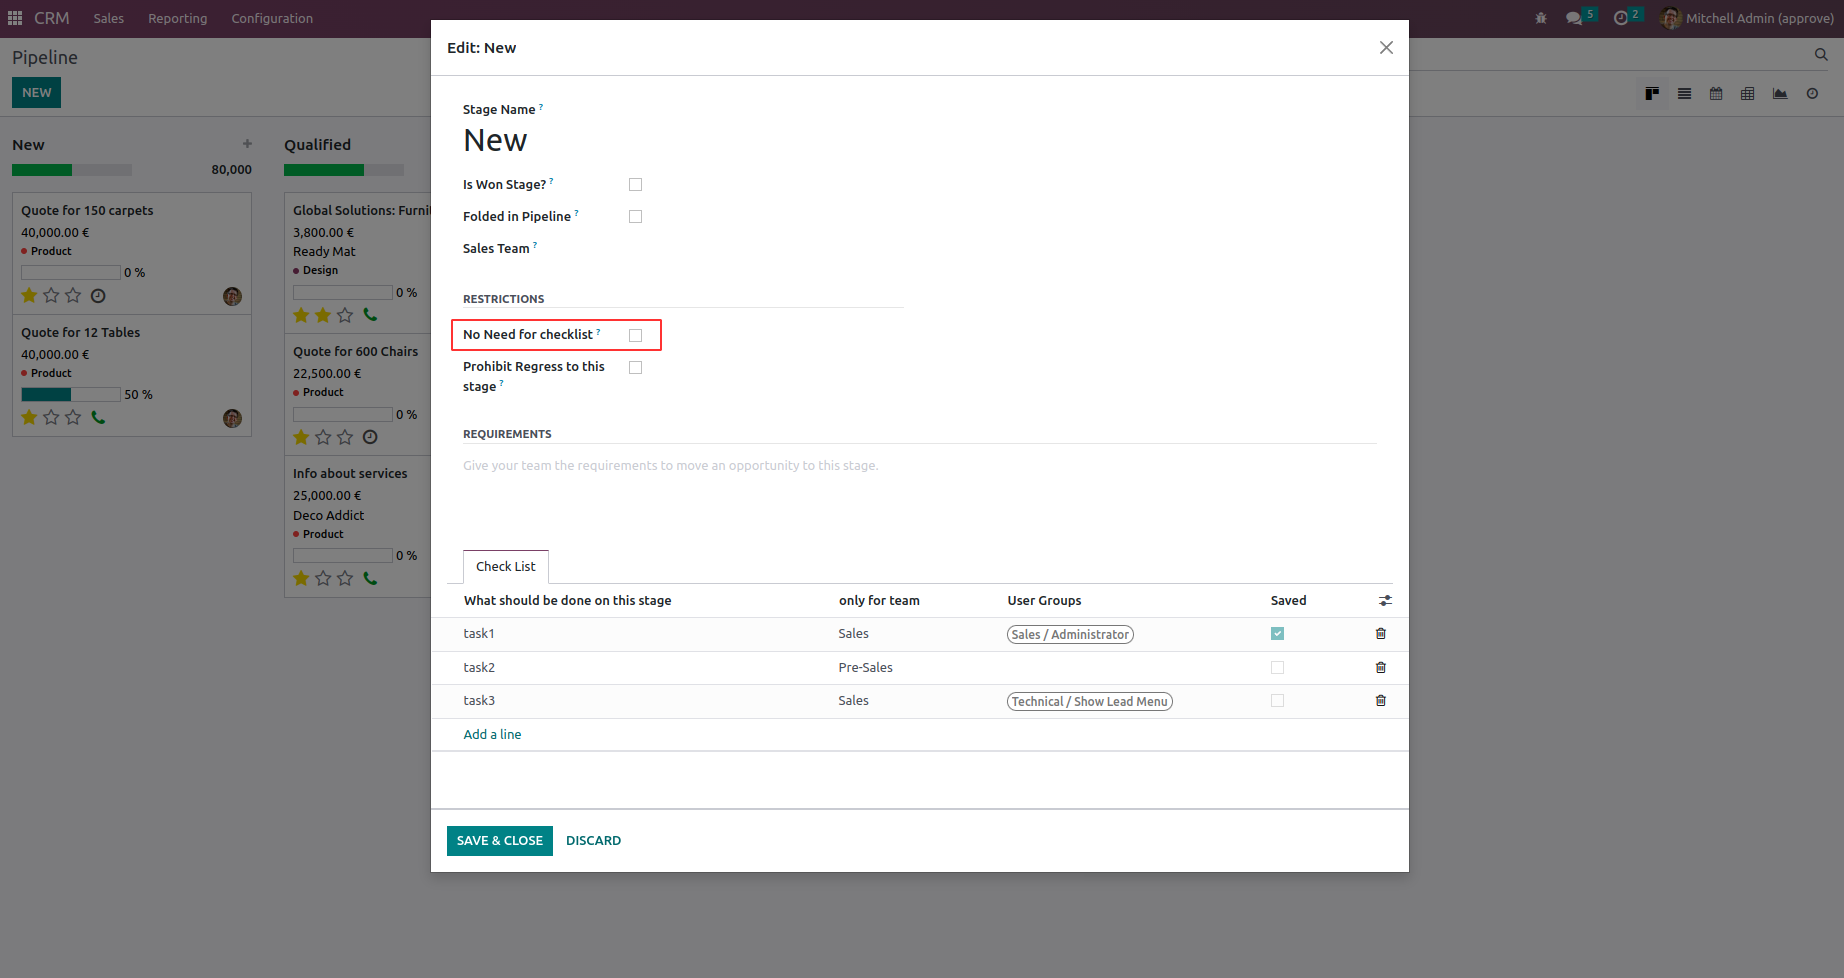 CRM Sales Reporting Configuration 5 2 Mitchell Admin (approve)
Pipeline
NEW
New
80,000
Quote for 150 carpets
40,000.00 €
Product
0 %
Quote for 12 Tables
40,000.00 €
Product
50 %
Qualified
Global Solutions: Furni
3,800.00 €
Ready Mat
Design
0 %
Quote for 600 Chairs
22,500.00 €
Product
0 %
Info about services
25,000.00 €
Deco Addict
Product
0 %
Edit: New
Stage Name ?
New
Is Won Stage? ?
Folded in Pipeline ?
Sales Team ?
RESTRICTIONS
No Need for checklist ?
Prohibit Regress to this
stage ?
REQUIREMENTS
Give your team the requirements to move an opportunity to this stage.
Check List
What should be done on this stage only for team User Groups Saved
task1 Sales Sales / Administrator
task2 Pre-Sales
task3 Sales Technical / Show Lead Menu
Add a line
SAVE & CLOSE DISCARD